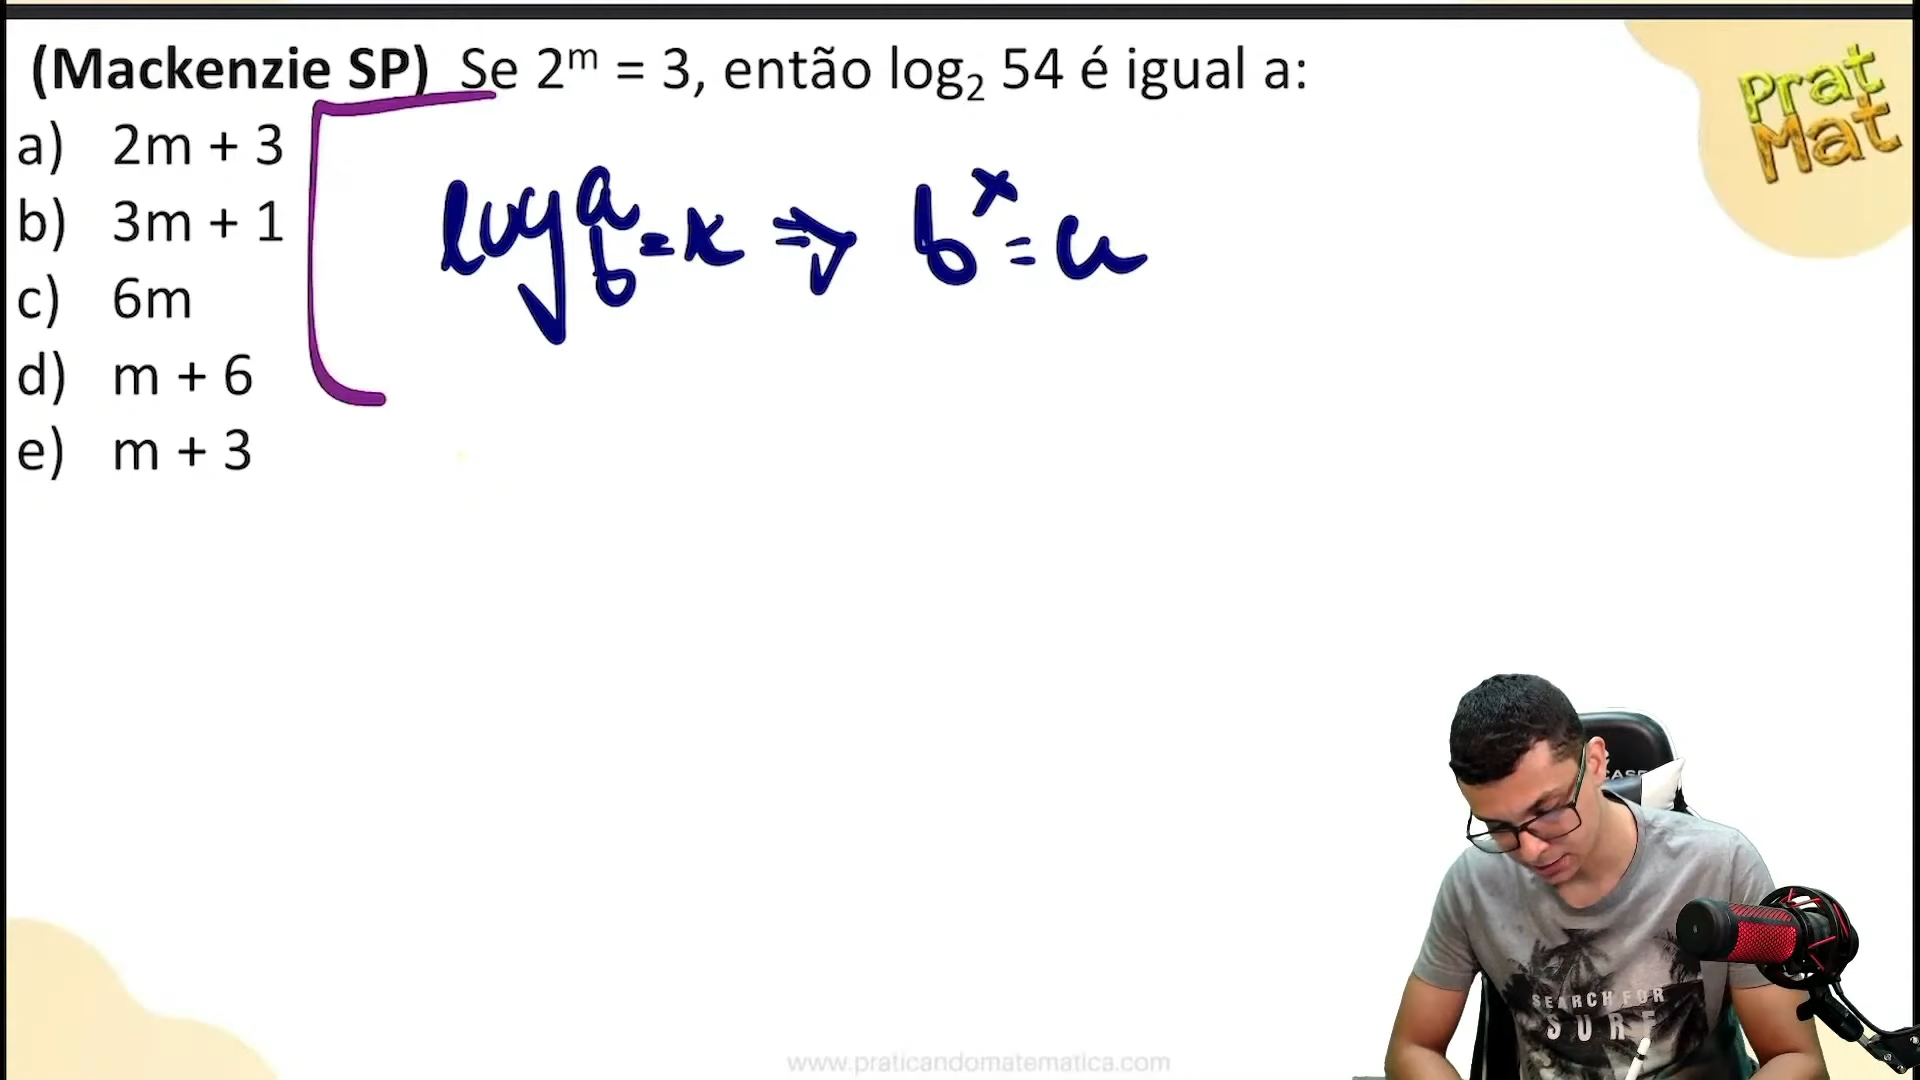 (Mackenzie SP) Se 2ᵐ = 3, então log₂ 54 é igual a:
a) 2m + 3
b) 3m + 1
c) 6m
d) m + 6
e) m + 3
log_b a = x ⇒ bˣ = a
Prat
Mat
CASE
SEARCH FOR
SURF
www.praticandomatematica.com